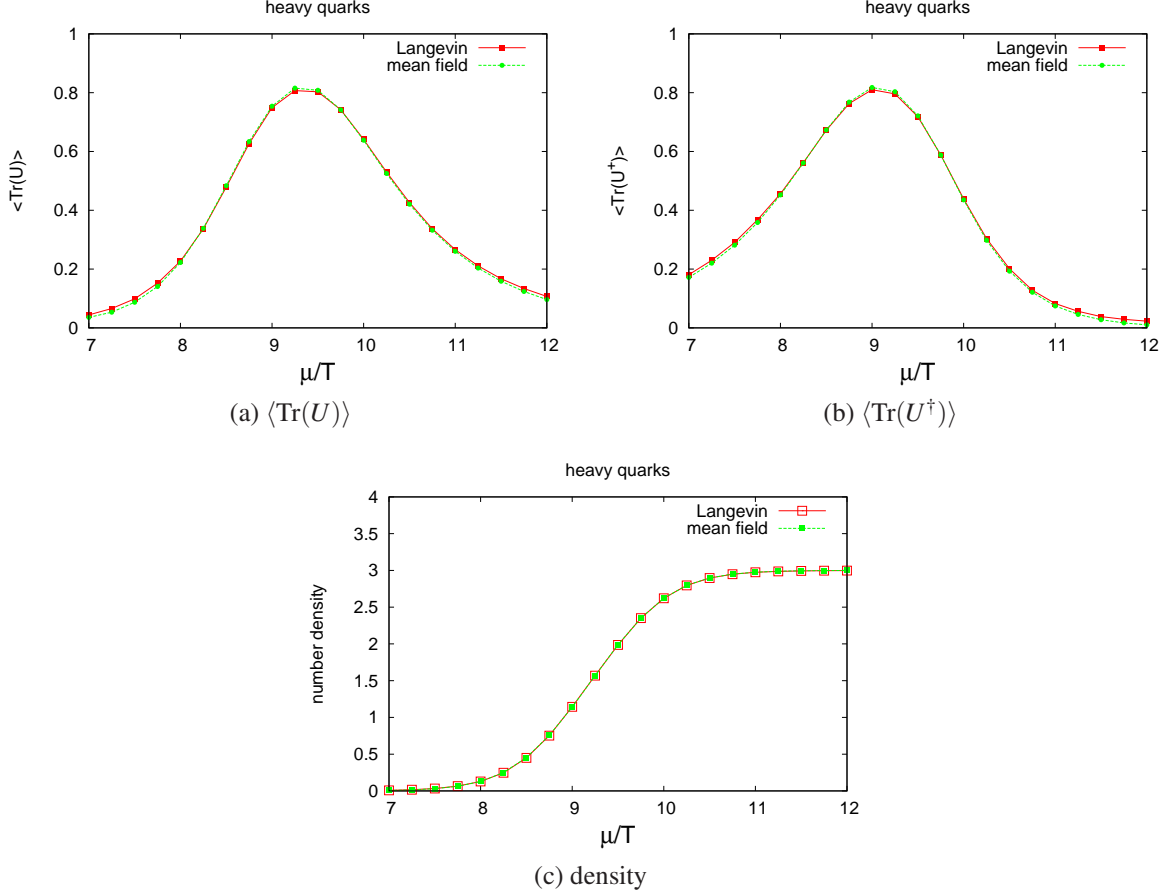 heavy quarks
<Tr(U)>
1
0.8
0.6
0.4
0.2
0
7 8 9 10 11 12
μ/T
Langevin
mean field
(a) ⟨Tr(U)⟩
heavy quarks
<Tr(U⁺)>
1
0.8
0.6
0.4
0.2
0
7 8 9 10 11 12
μ/T
Langevin
mean field
(b) ⟨Tr(U†)⟩
heavy quarks
number density
4
3.5
3
2.5
2
1.5
1
0.5
0
7 8 9 10 11 12
μ/T
Langevin
mean field
(c) density